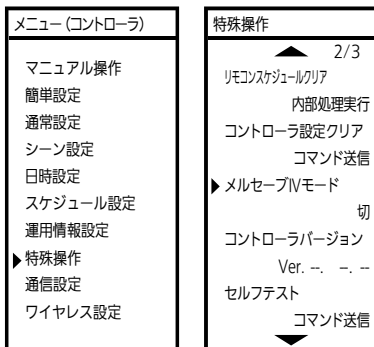 メニュー（コントローラ）
マニュアル操作
簡単設定
通常設定
シーン設定
日時設定
スケジュール設定
運用情報設定
特殊操作
通信設定
ワイヤレス設定
特殊操作
2/3
リモコンスケジュールクリア
内部処理実行
コントローラ設定クリア
コマンド送信
メルセーブⅣモード
切
コントローラバージョン
Ver. --. –. --
セルフテスト
コマンド送信